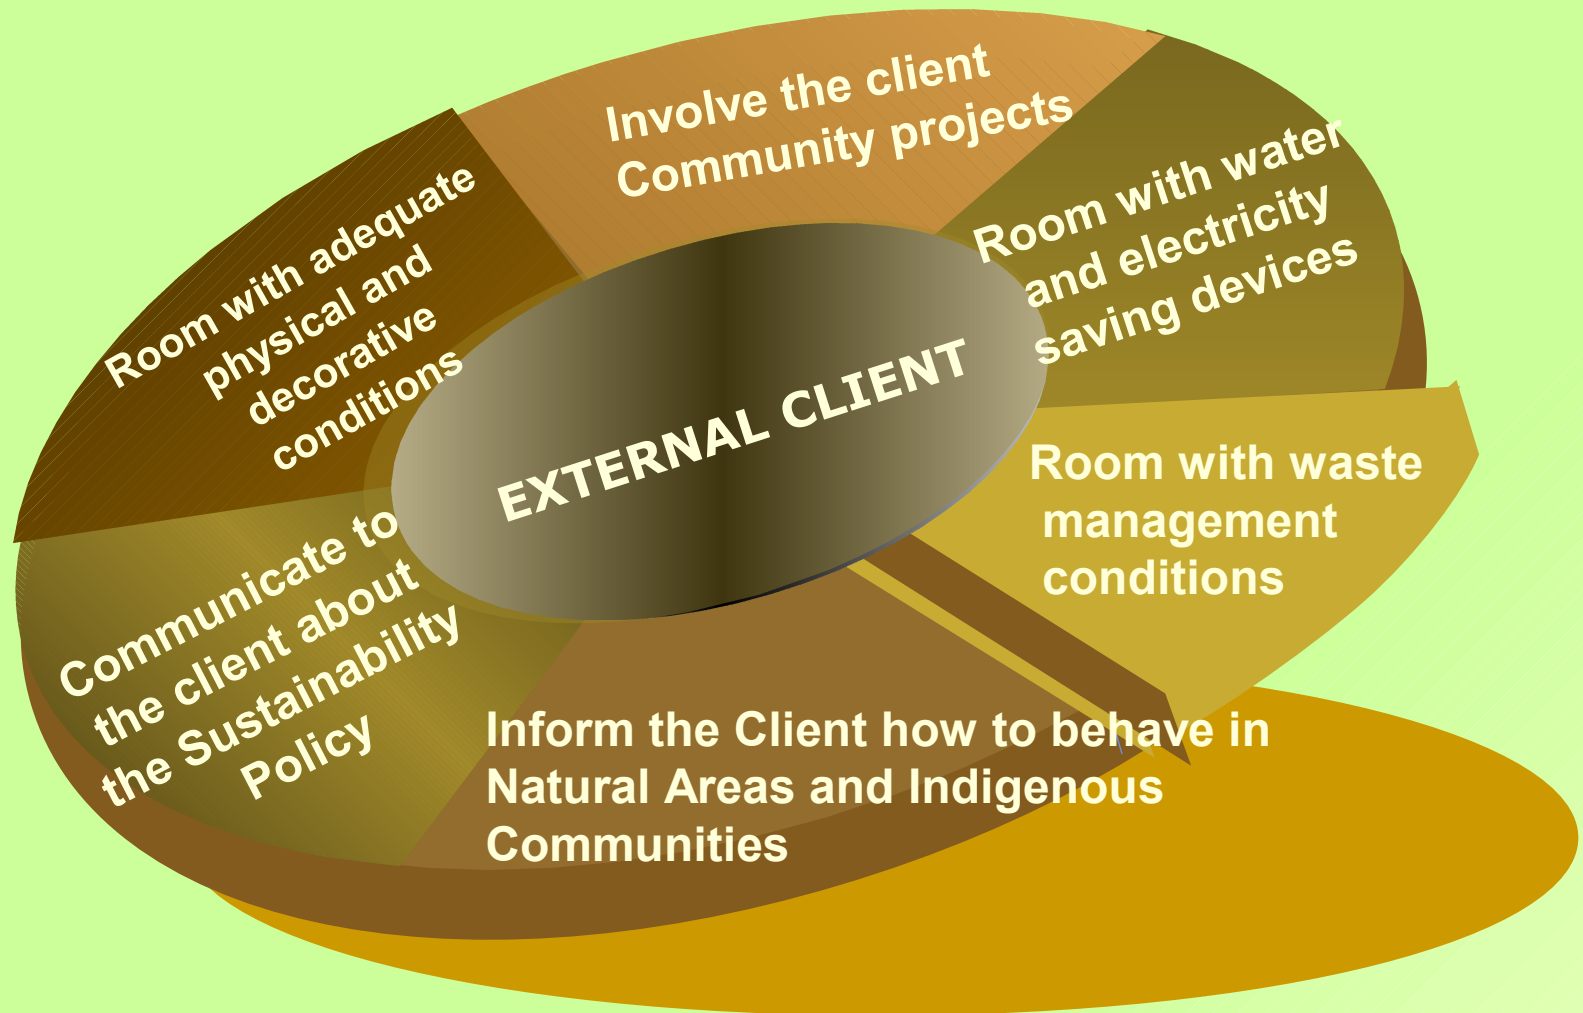 Involve the client
Community projects
Room with water
and electricity
saving devices
Room with waste
management
conditions
Inform the Client how to behave in
Natural Areas and Indigenous
Communities
Communicate to
the client about
the Sustainability
Policy
Room with adequate
physical and
decorative
conditions
EXTERNAL CLIENT